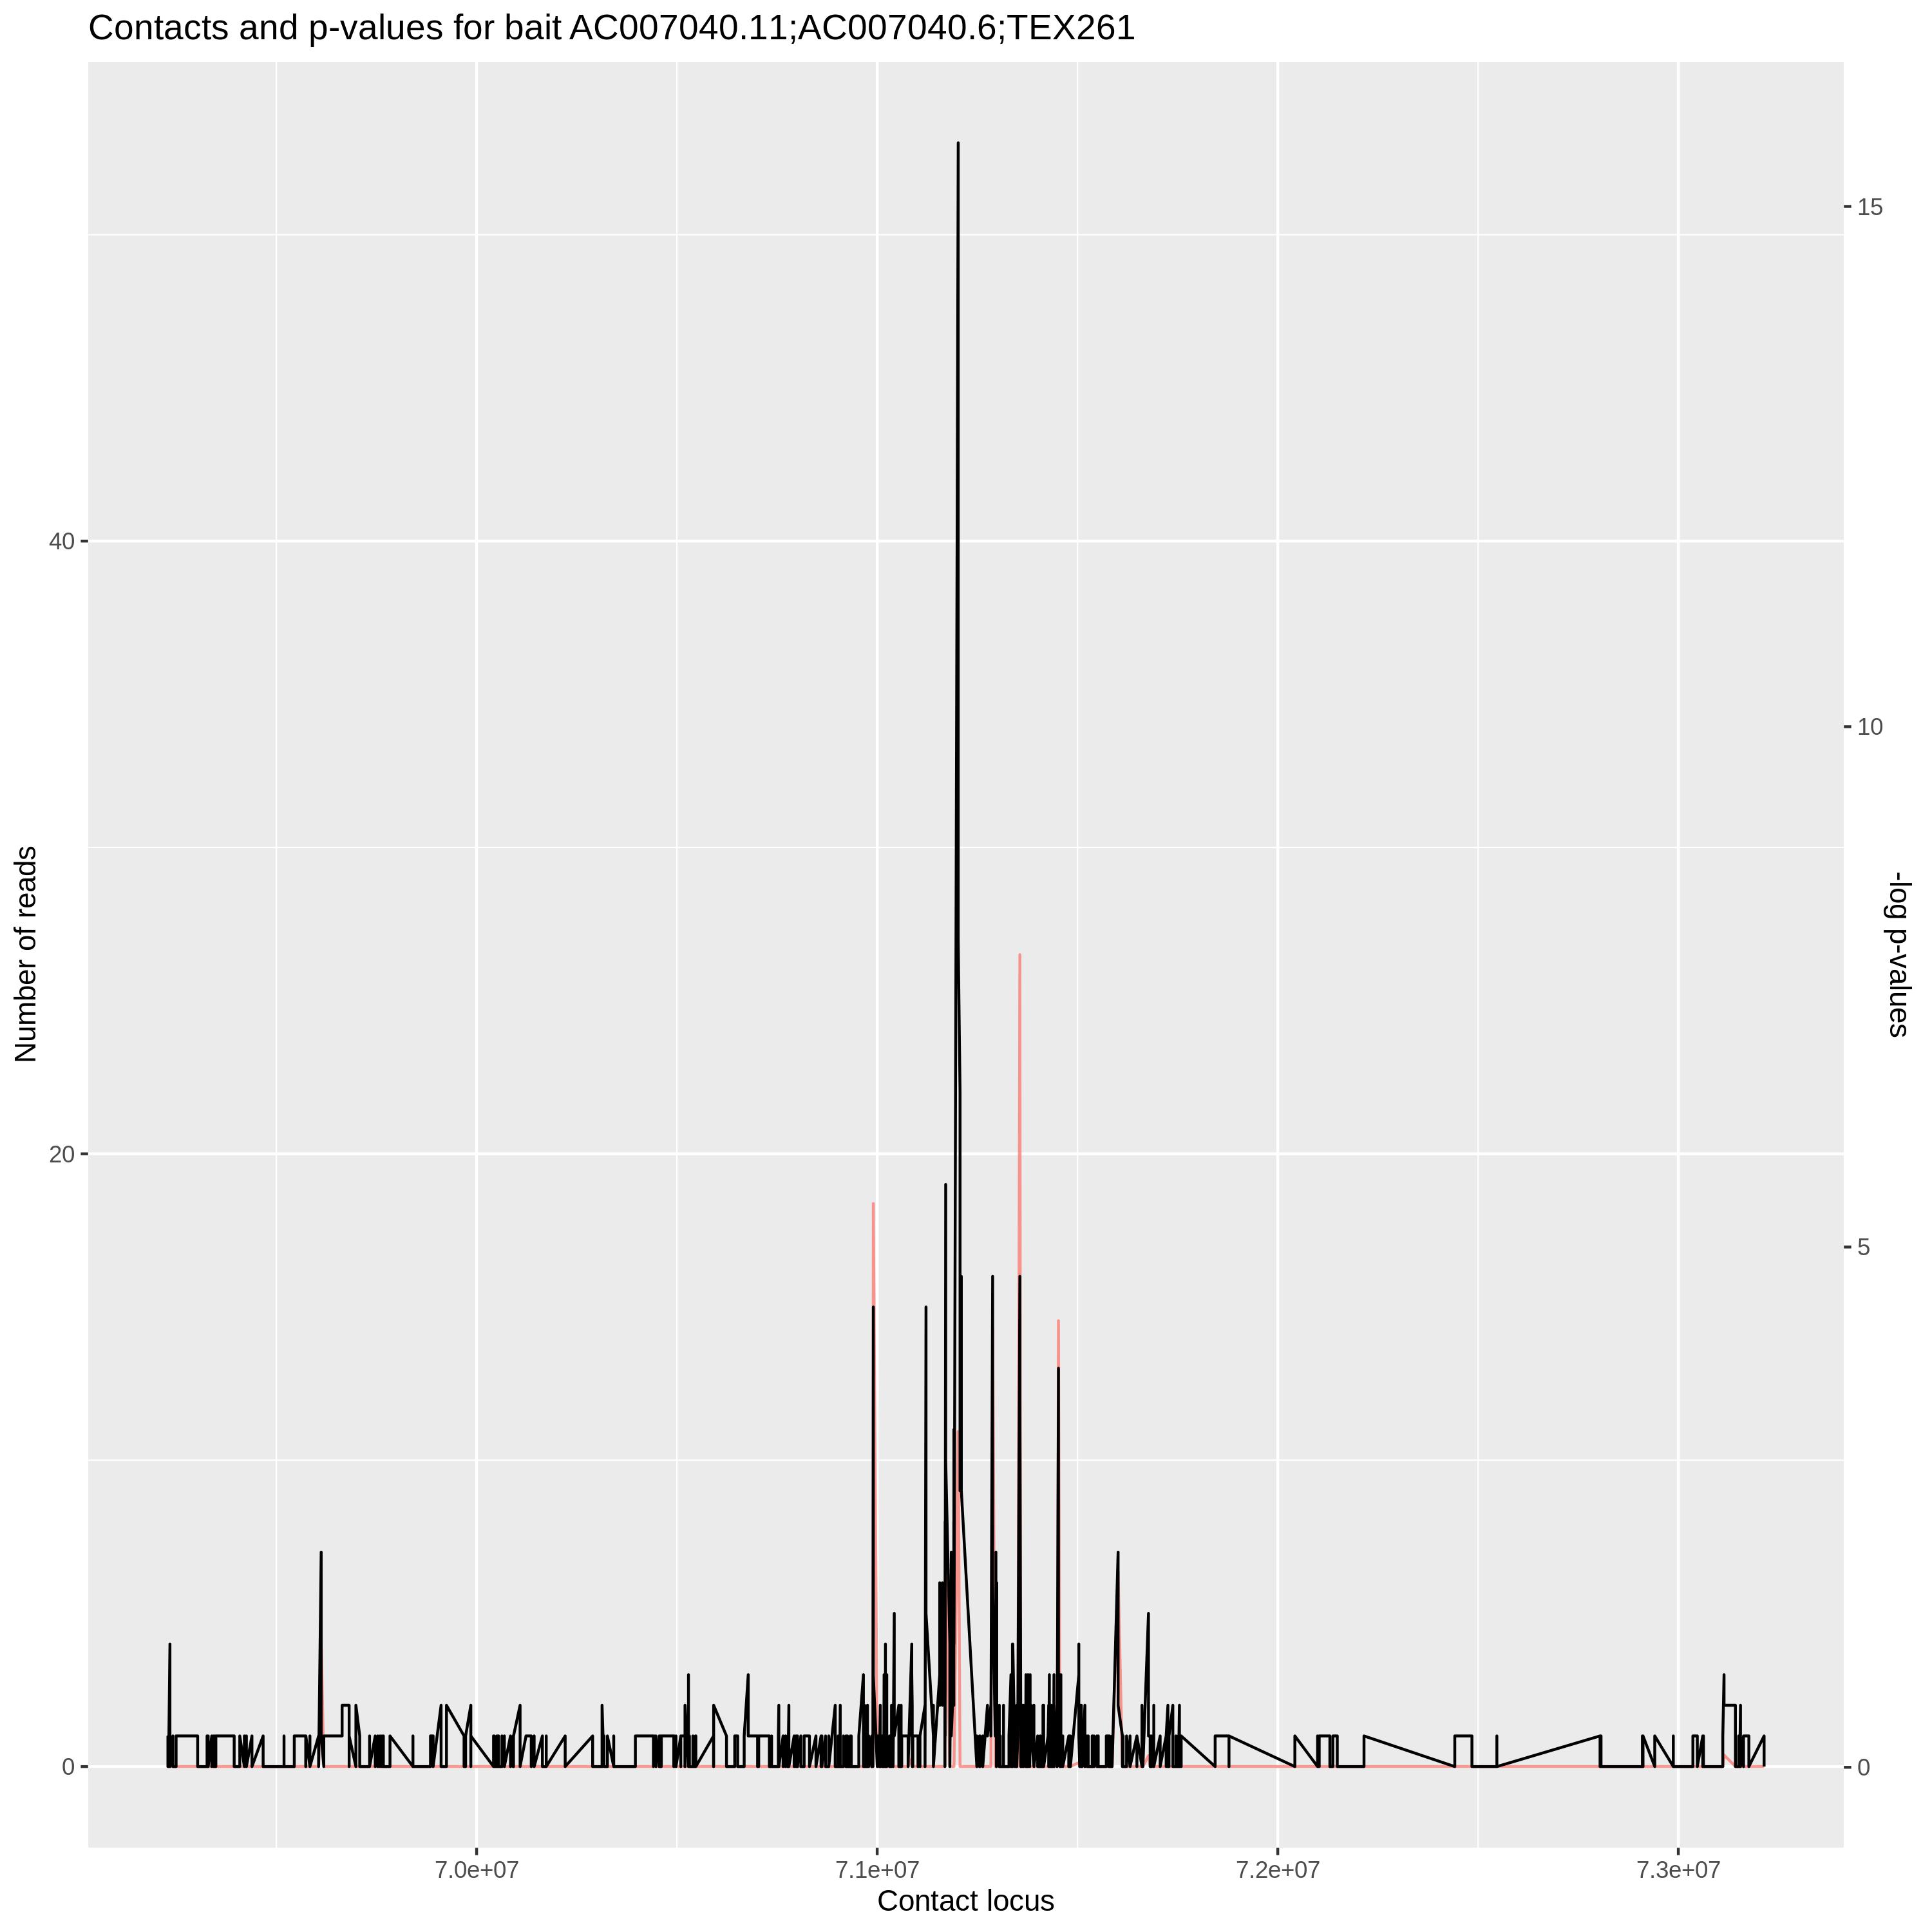 Contacts and p-values for bait AC007040.11;AC007040.6;TEX261
Number of reads
40
20
0
15
10
5
0
-log p-values
7.0e+07
7.1e+07
7.2e+07
7.3e+07
Contact locus